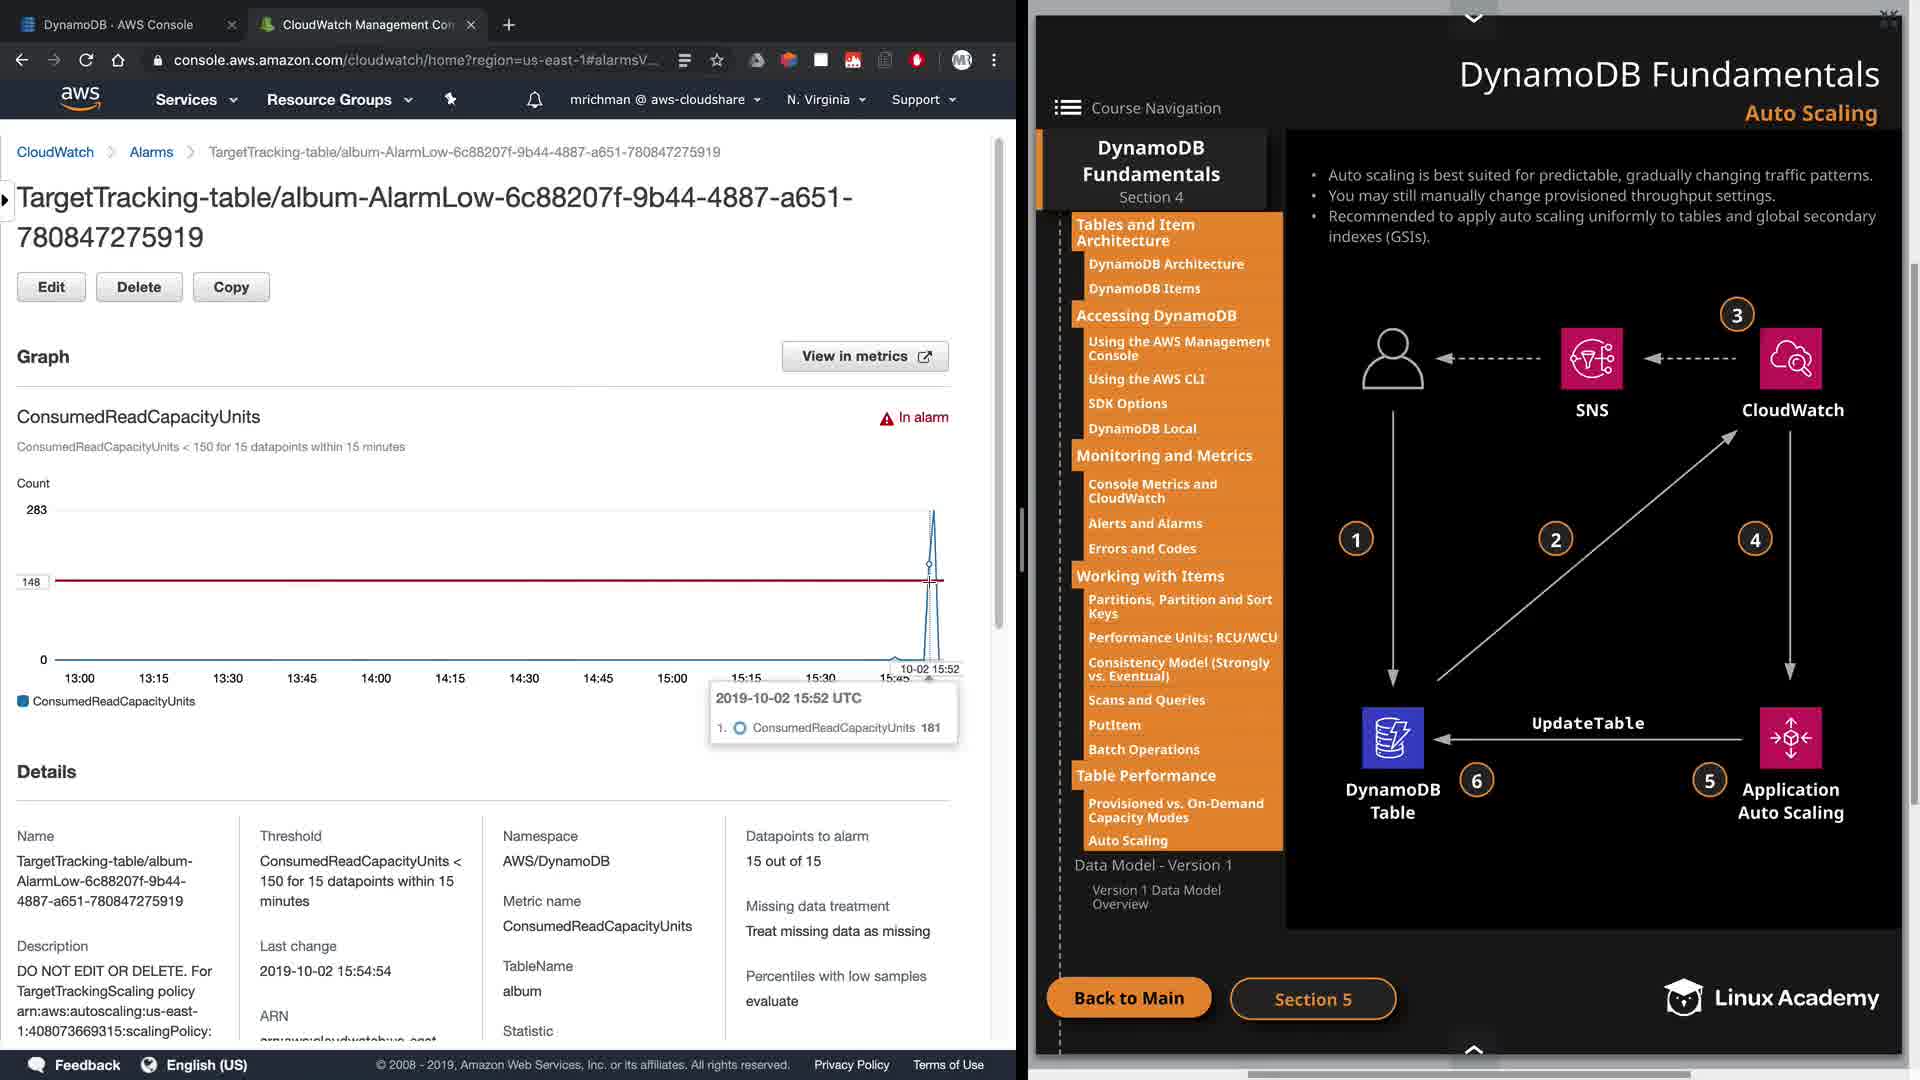 DynamoDB - AWS Console
CloudWatch Management Con
console.aws.amazon.com/cloudwatch/home?region=us-east-1#alarmsV...
aws
Services
Resource Groups
mrichman @ aws-cloudshare
N. Virginia
Support
CloudWatch
Alarms
TargetTracking-table/album-AlarmLow-6c88207f-9b44-4887-a651-780847275919
TargetTracking-table/album-AlarmLow-6c88207f-9b44-4887-a651-
780847275919
Edit
Delete
Copy
Graph
View in metrics
ConsumedReadCapacityUnits
In alarm
ConsumedReadCapacityUnits < 150 for 15 datapoints within 15 minutes
Count
283
148
0
10-02 15:52
13:00
13:15
13:30
13:45
14:00
14:15
14:30
14:45
15:00
15:15
15:30
15:45
ConsumedReadCapacityUnits
2019-10-02 15:52 UTC
1. ConsumedReadCapacityUnits 181
Details
Name
TargetTracking-table/album-
AlarmLow-6c88207f-9b44-
4887-a651-780847275919
Description
DO NOT EDIT OR DELETE. For
TargetTrackingScaling policy
arn:aws:autoscaling:us-east-
1:408073669315:scalingPolicy:
Threshold
ConsumedReadCapacityUnits <
150 for 15 datapoints within 15
minutes
Last change
2019-10-02 15:54:54
ARN
Namespace
AWS/DynamoDB
Metric name
ConsumedReadCapacityUnits
TableName
album
Statistic
Datapoints to alarm
15 out of 15
Missing data treatment
Treat missing data as missing
Percentiles with low samples
evaluate
Feedback
English (US)
© 2008 - 2019, Amazon Web Services, Inc. or its affiliates. All rights reserved.
Privacy Policy
Terms of Use
DynamoDB Fundamentals
Auto Scaling
Course Navigation
DynamoDB
Fundamentals
Section 4
Tables and Item
Architecture
DynamoDB Architecture
DynamoDB Items
Accessing DynamoDB
Using the AWS Management
Console
Using the AWS CLI
SDK Options
DynamoDB Local
Monitoring and Metrics
Console Metrics and
CloudWatch
Alerts and Alarms
Errors and Codes
Working with Items
Partitions, Partition and Sort
Keys
Performance Units: RCU/WCU
Consistency Model (Strongly
vs. Eventual)
Scans and Queries
PutItem
Batch Operations
Table Performance
Provisioned vs. On-Demand
Capacity Modes
Auto Scaling
Data Model - Version 1
Version 1 Data Model
Overview
• Auto scaling is best suited for predictable, gradually changing traffic patterns.
• You may still manually change provisioned throughput settings.
• Recommended to apply auto scaling uniformly to tables and global secondary
indexes (GSIs).
3
SNS
CloudWatch
1
2
4
UpdateTable
6
5
DynamoDB
Table
Application
Auto Scaling
Back to Main
Section 5
Linux Academy